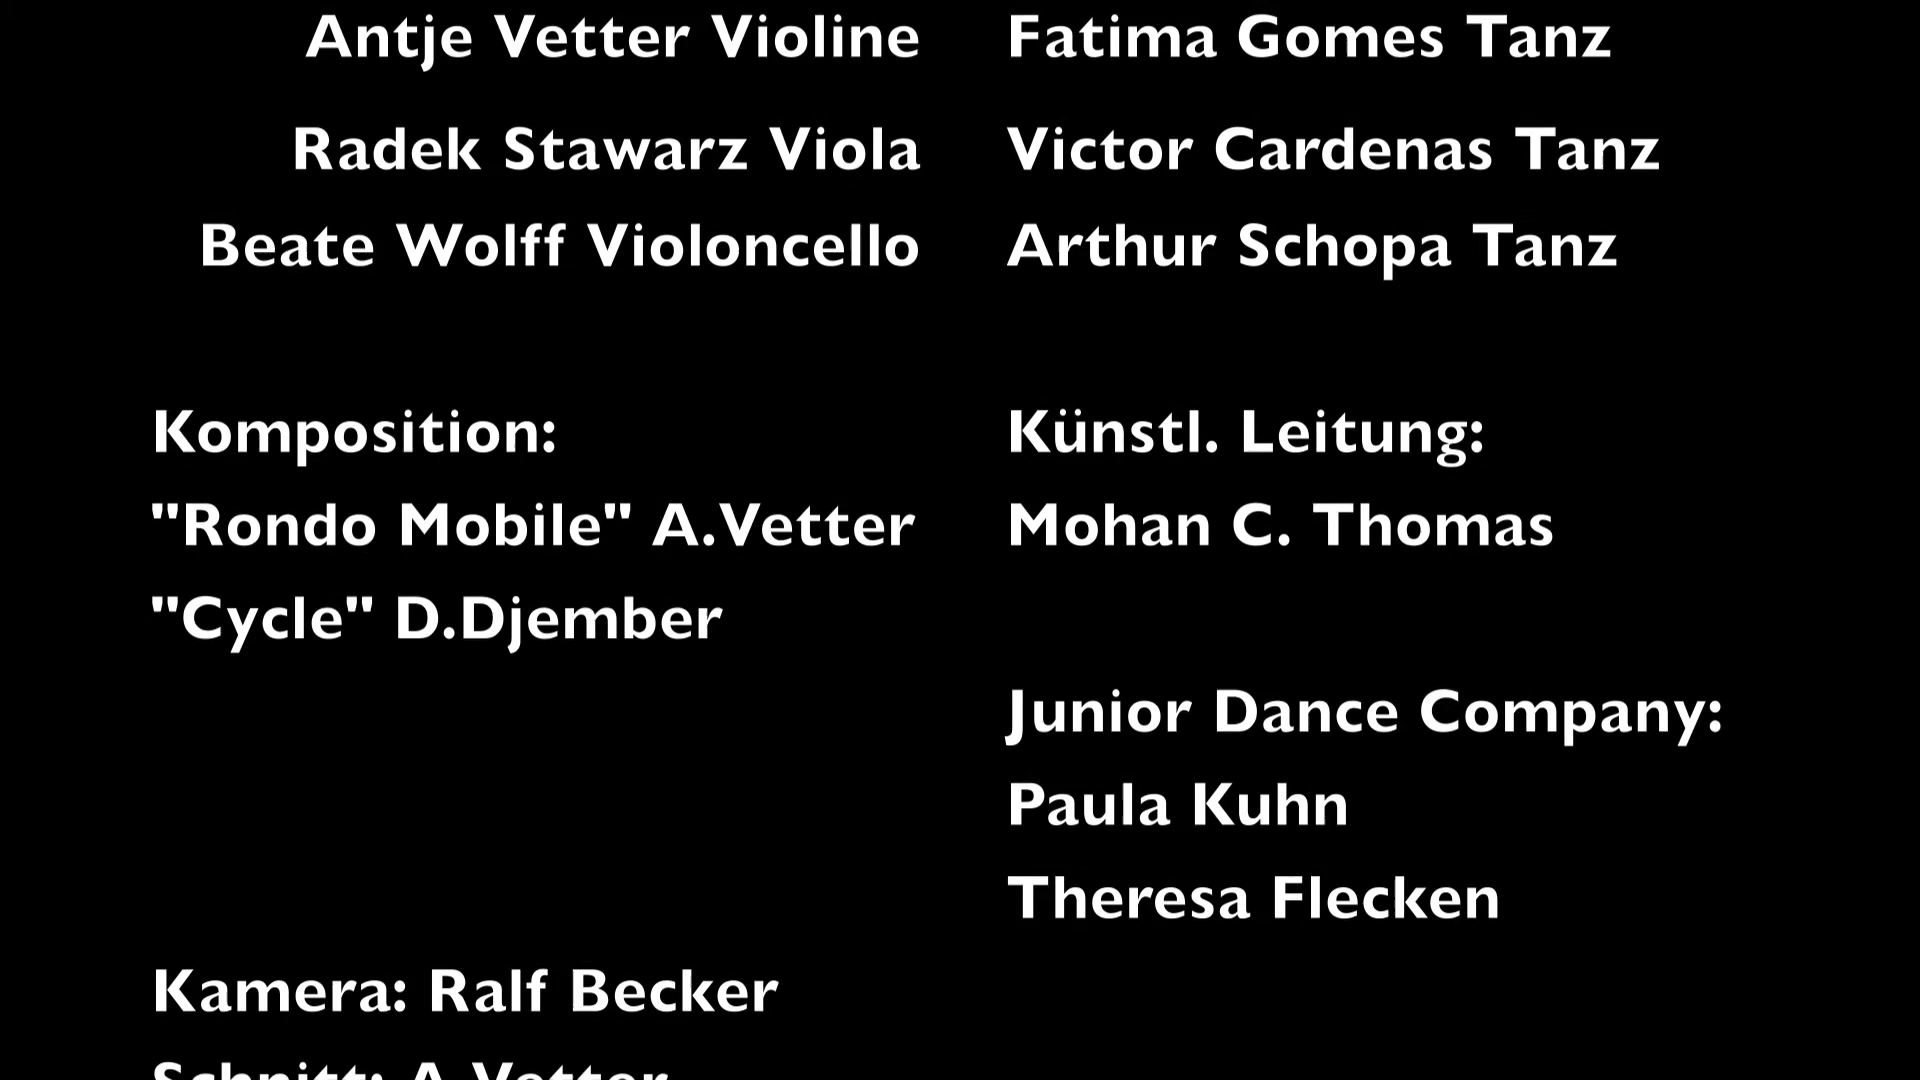 Antje Vetter Violine
Radek Stawarz Viola
Beate Wolff Violoncello
Fatima Gomes Tanz
Victor Cardenas Tanz
Arthur Schopa Tanz
Komposition:
"Rondo Mobile" A.Vetter
"Cycle" D.Djember
Künstl. Leitung:
Mohan C. Thomas
Junior Dance Company:
Paula Kuhn
Theresa Flecken
Kamera: Ralf Becker
Schnitt: A.Vetter